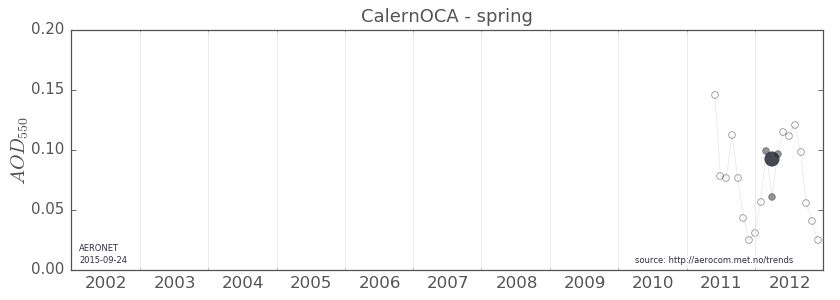 CalernOCA - spring
0.20
0.15
0.10
0.05
0.00
AOD550
AERONET
2015-09-24
source: http://aerocom.met.no/trends
2002 2003 2004 2005 2006 2007 2008 2009 2010 2011 2012